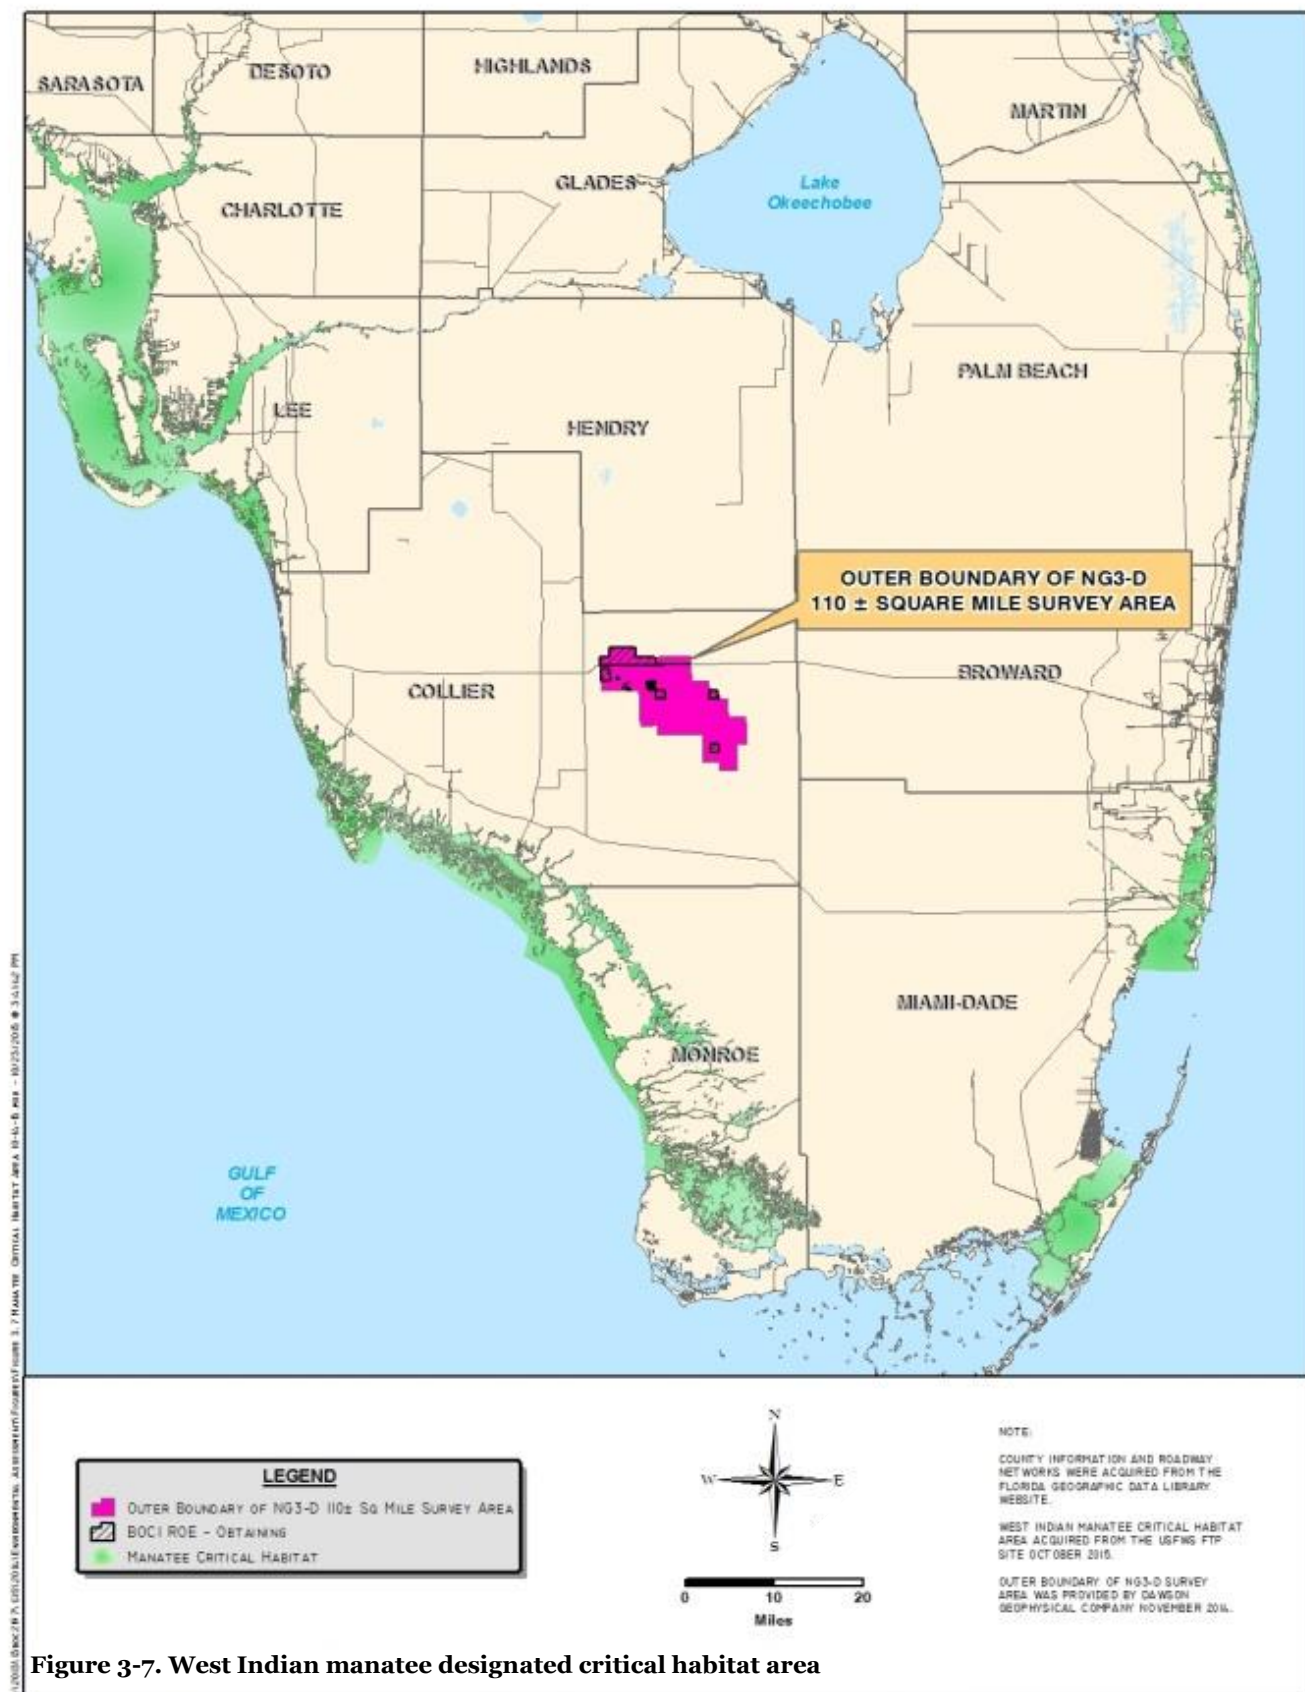 SARASOTA
DESOTO
HIGHLANDS
MARTIN
GLADES
Lake
Okeechobee
CHARLOTTE
PALM BEACH
LEE
HENDRY
OUTER BOUNDARY OF NG3-D
110 ± SQUARE MILE SURVEY AREA
COLLIER
BROWARD
MIAMI-DADE
MONROE
GULF
OF
MEXICO
LEGEND
OUTER BOUNDARY OF NG3-D 110± SQ MILE SURVEY AREA
BOCI ROE - OBTAINING
MANATEE CRITICAL HABITAT
N
W E
S
0 10 20
Miles
NOTE:
COUNTY INFORMATION AND ROADWAY
NETWORKS WERE ACQUIRED FROM THE
FLORIDA GEOGRAPHIC DATA LIBRARY
WEBSITE.
WEST INDIAN MANATEE CRITICAL HABITAT
AREA ACQUIRED FROM THE USFWS FTP
SITE OCTOBER 2015.
OUTER BOUNDARY OF NG3-D SURVEY
AREA WAS PROVIDED BY DAWSON
GEOPHYSICAL COMPANY NOVEMBER 2014.
Figure 3-7. West Indian manatee designated critical habitat area